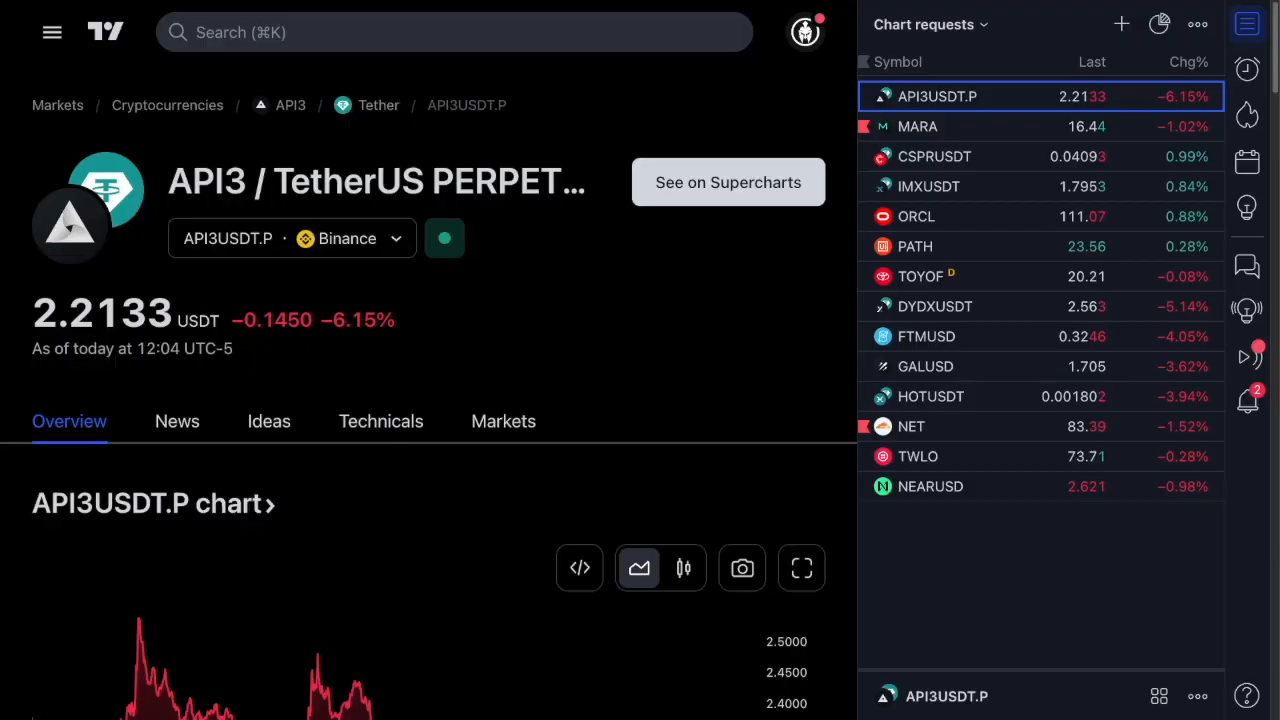 Search (⌘K)
Markets / Cryptocurrencies / API3 / Tether / API3USDT.P
API3 / TetherUS PERPET...
See on Supercharts
API3USDT.P · Binance
2.2133 USDT −0.1450 −6.15%
As of today at 12:04 UTC-5
Overview News Ideas Technicals Markets
API3USDT.P chart
2.5000
2.4500
2.4000
Chart requests
Symbol Last Chg%
API3USDT.P 2.2133 −6.15%
MARA 16.44 −1.02%
CSPRUSDT 0.04093 0.99%
IMXUSDT 1.7953 0.84%
ORCL 111.07 0.88%
PATH 23.56 0.28%
TOYOF D 20.21 −0.08%
DYDXUSDT 2.563 −5.14%
FTMUSD 0.3246 −4.05%
GALUSD 1.705 −3.62%
HOTUSDT 0.001802 −3.94%
NET 83.39 −1.52%
TWLO 73.71 −0.28%
NEARUSD 2.621 −0.98%
API3USDT.P
2